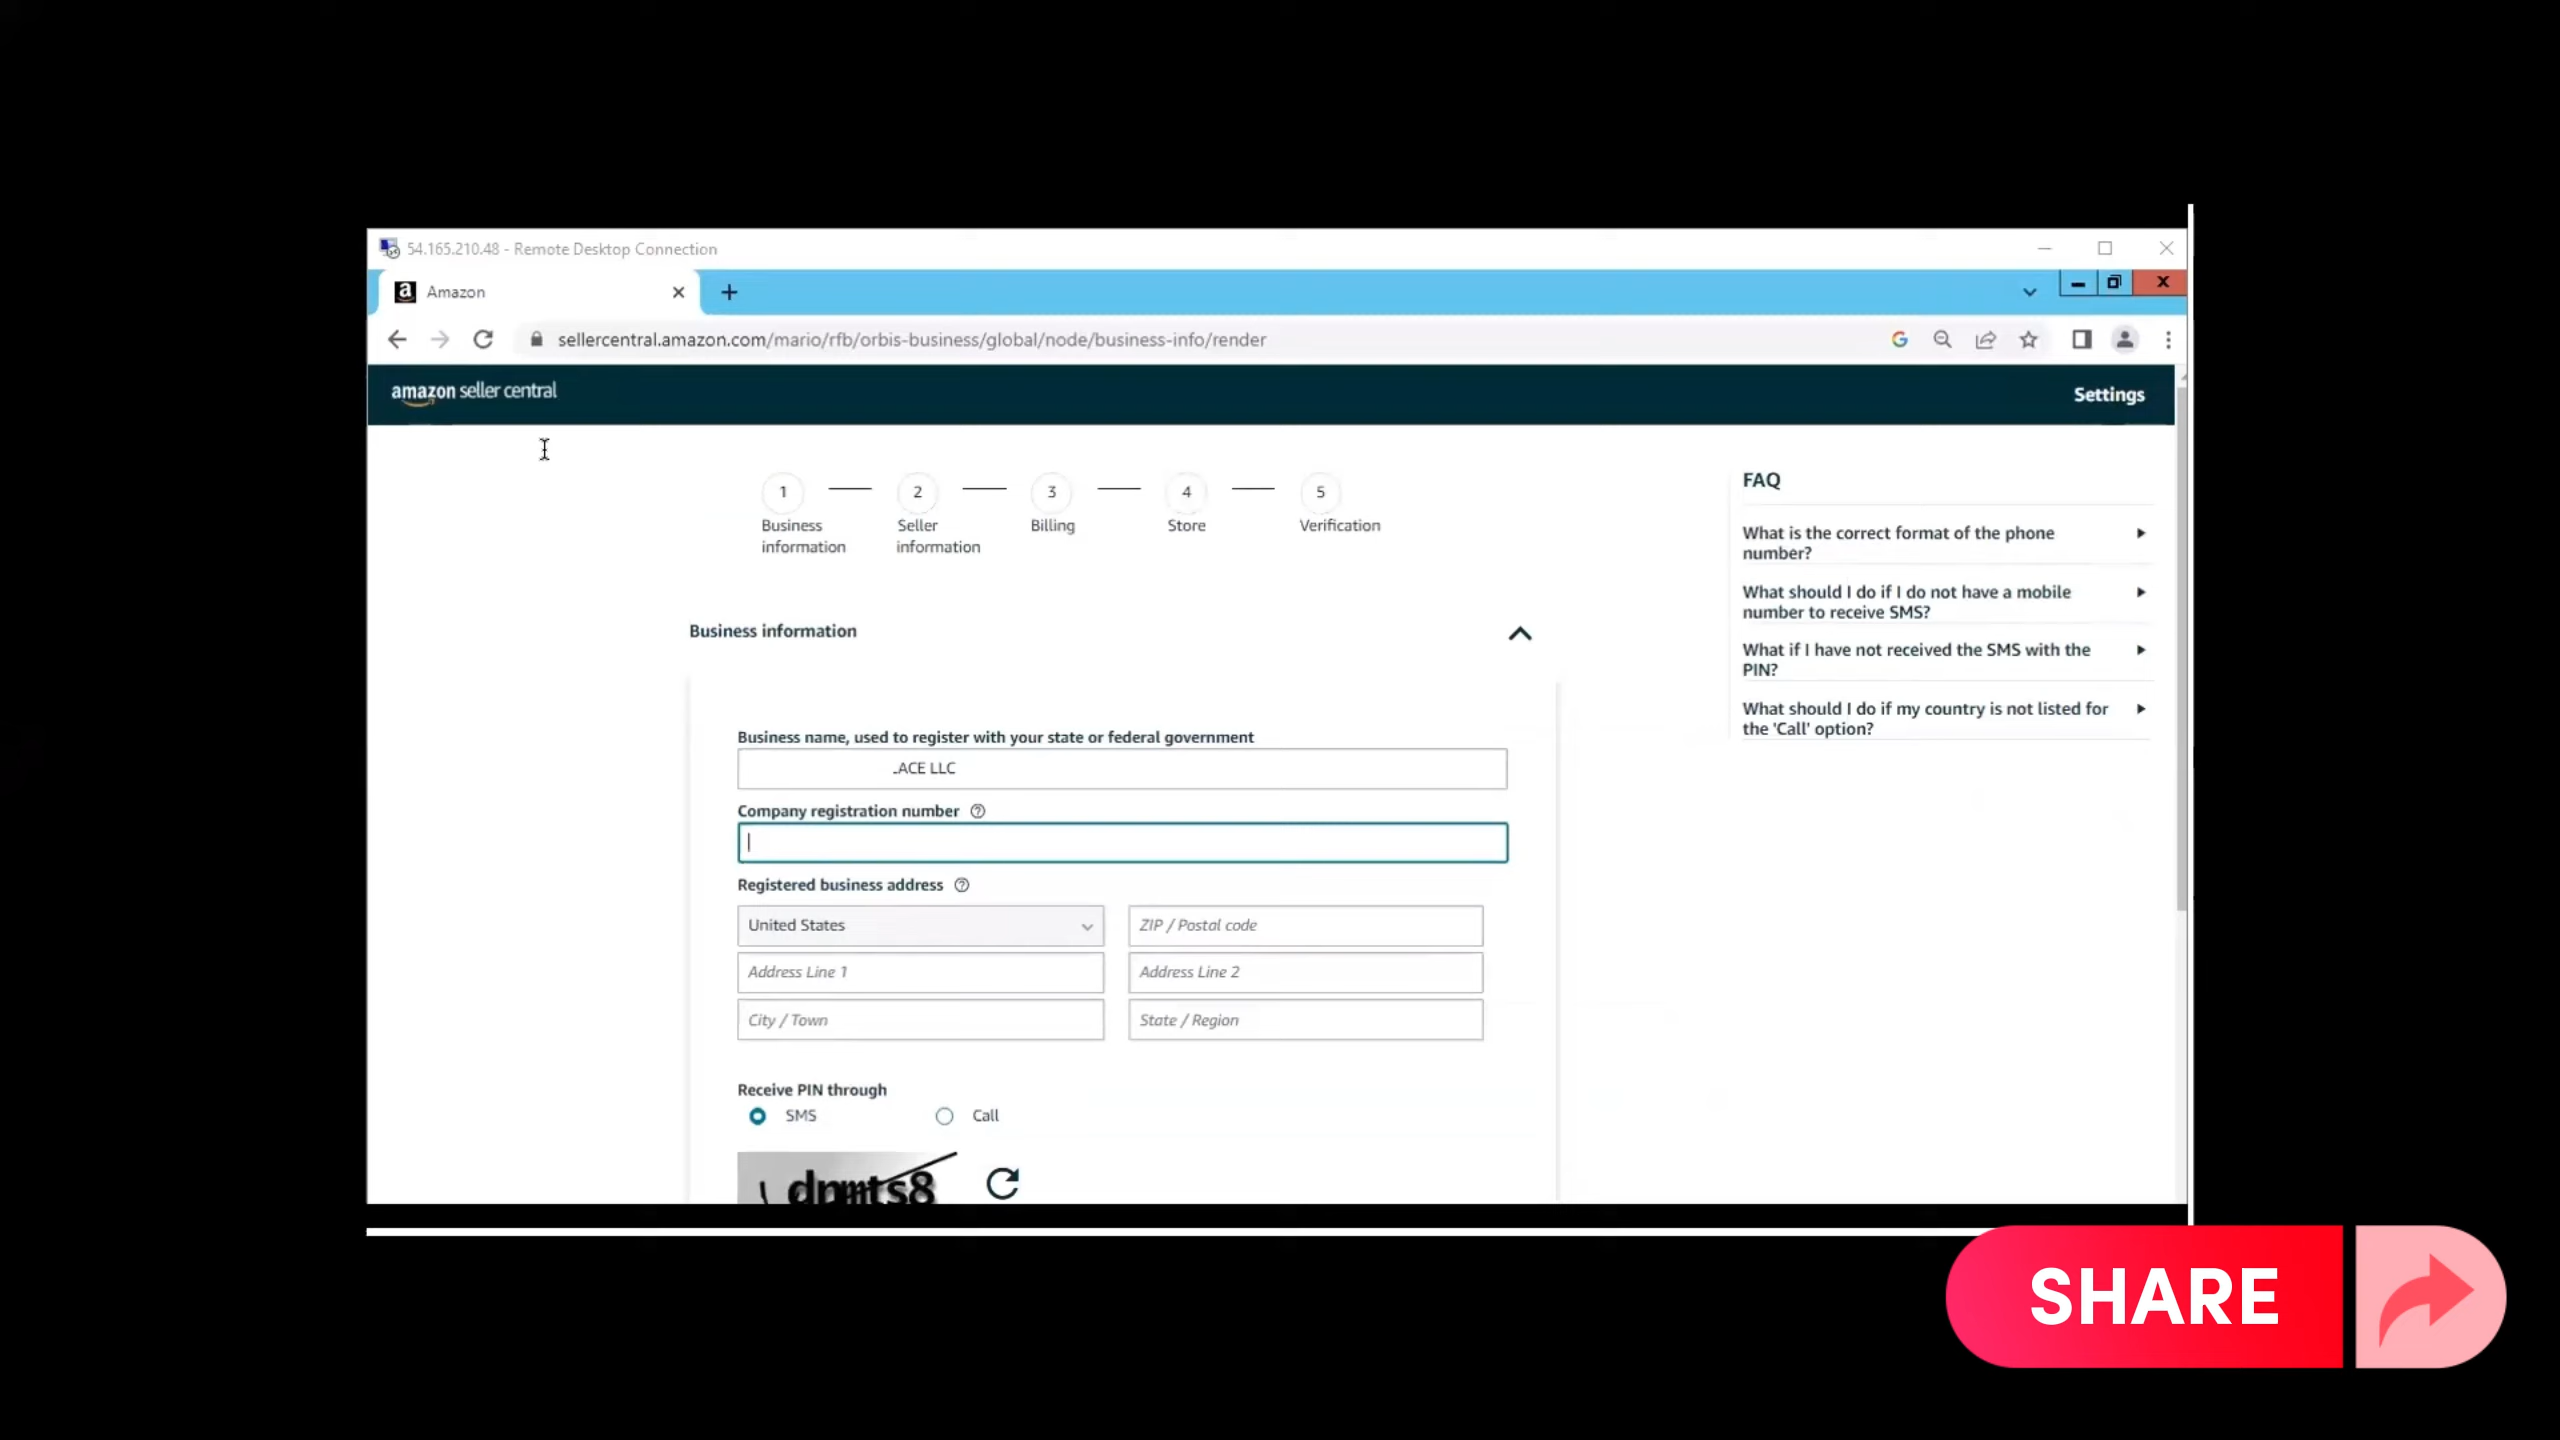 54.165.210.48 - Remote Desktop Connection
Amazon
sellercentral.amazon.com/mario/rfb/orbis-business/global/node/business-info/render
amazon seller central
Settings
1
2
3
4
5
Business information
Seller information
Billing
Store
Verification
FAQ
What is the correct format of the phone
number?
What should I do if I do not have a mobile
number to receive SMS?
What if I have not received the SMS with the
PIN?
What should I do if my country is not listed for
the 'Call' option?
Business information
Business name, used to register with your state or federal government
ACE LLC
Company registration number
Registered business address
United States
ZIP / Postal code
Address Line 1
Address Line 2
City / Town
State / Region
Receive PIN through
SMS
Call
SHARE